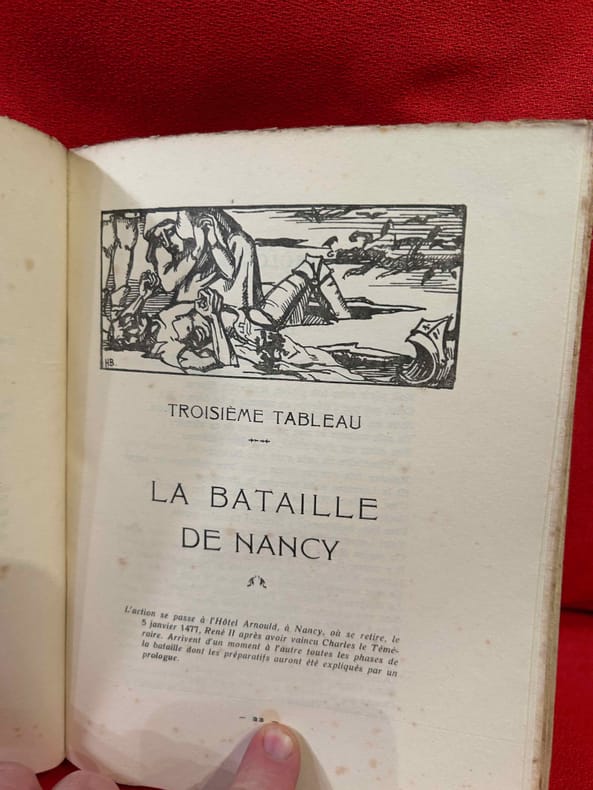 HB.
TROISIÈME TABLEAU
LA BATAILLE
DE NANCY
L'action se passe à l'Hôtel Arnould, à Nancy, où se retire, le
5 janvier 1477, René II après avoir vaincu Charles le Témé-
raire. Arrivent d'un moment à l'autre toutes les phases de
la bataille dont les préparatifs auront été expliqués par un
prologue.